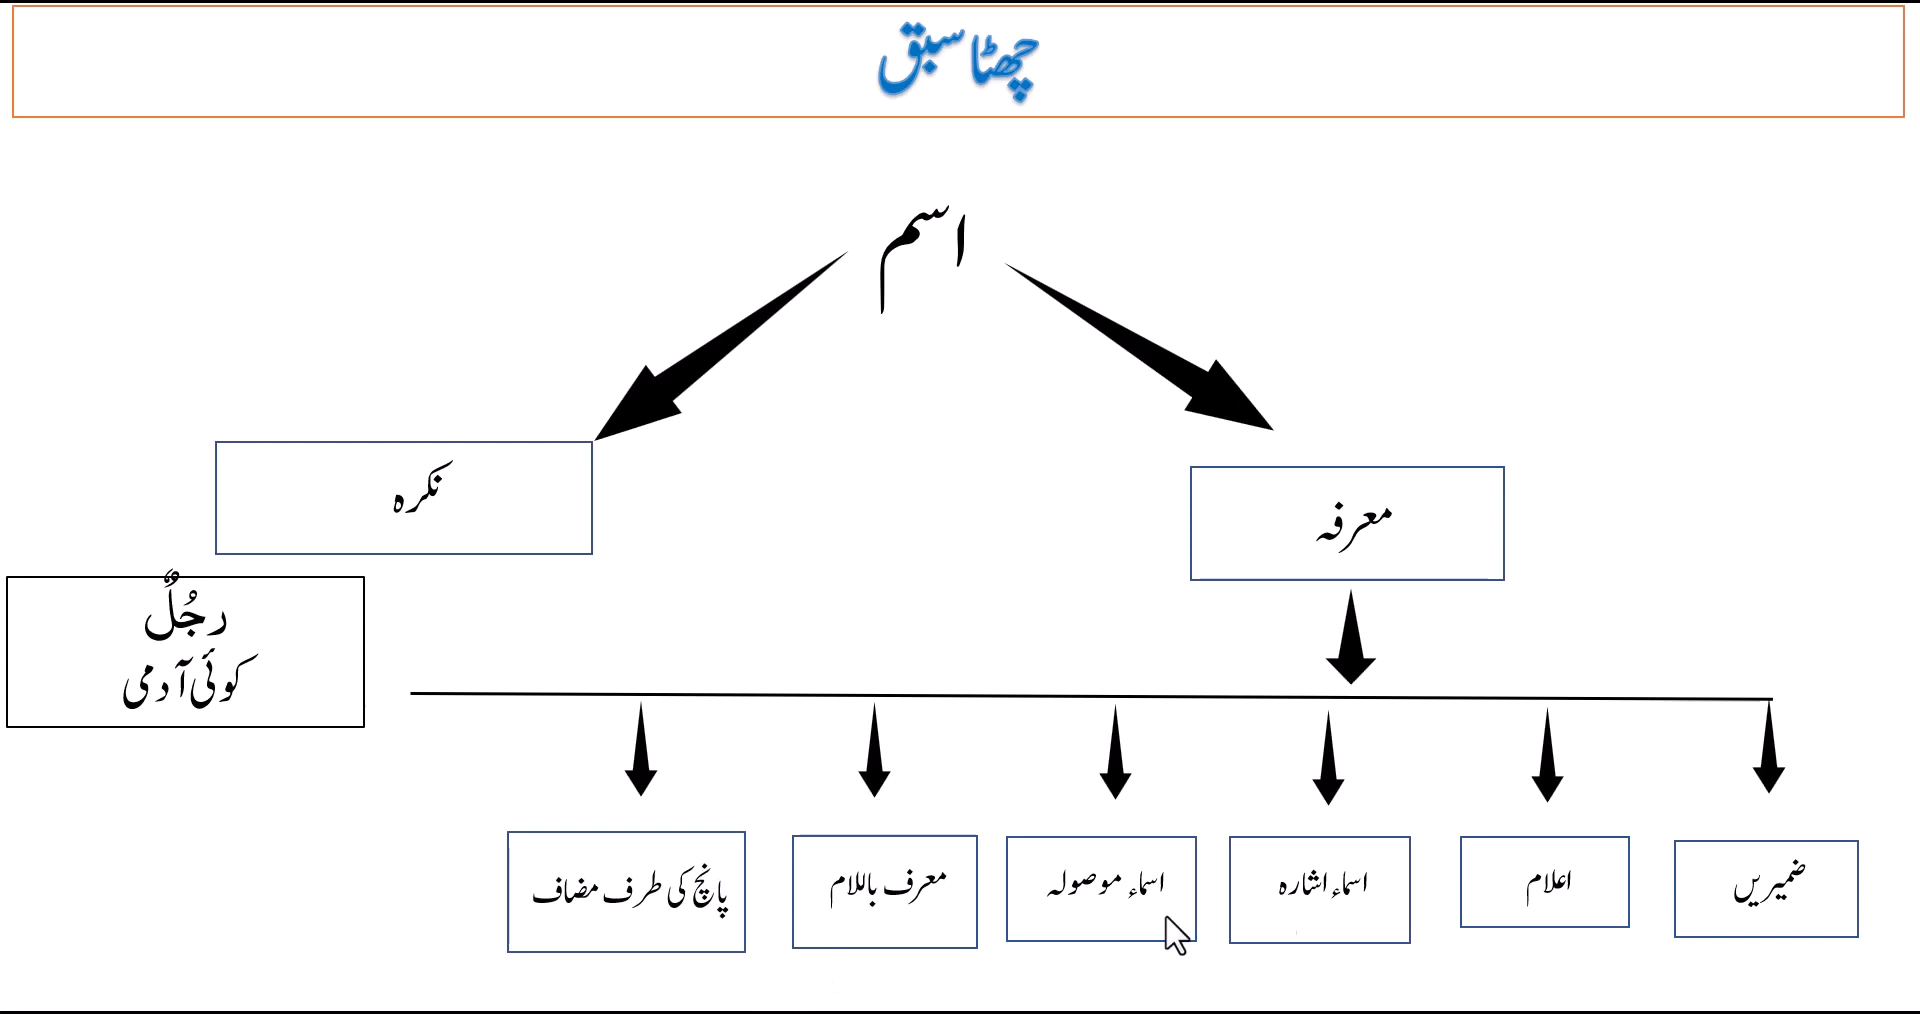 چھٹا سبق
اسم
معرفہ
نکرہ
رجُلٌ
کوئی آدمی
ضمیریں
اعلام
اسماء اشارہ
اسماء موصولہ
معرف باللام
پانچ کی طرف مضاف